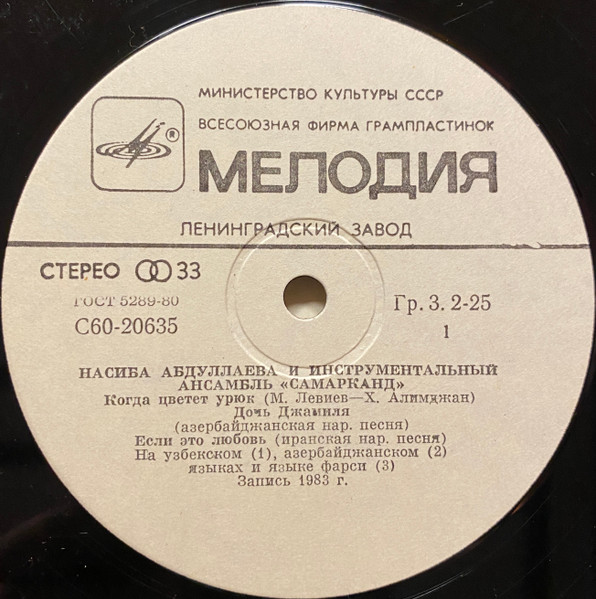 МИНИСТЕРСТВО КУЛЬТУРЫ СССР
ВСЕСОЮЗНАЯ ФИРМА ГРАМПЛАСТИНОК
®
МЕЛОДИЯ
ЛЕНИНГРАДСКИЙ ЗАВОД
СТЕРЕО 33
ГОСТ 5289-80
С60-20635
Гр. 3. 2-25
1
НАСИБА АБДУЛЛАЕВА И ИНСТРУМЕНТАЛЬНЫЙ
АНСАМБЛЬ «САМАРКАНД»
Когда цветет урюк (М. Левиев—Х. Алимджан)
Дочь Джамиля
(азербайджанская нар. песня)
Если это любовь (иранская нар. песня)
На узбекском (1), азербайджанском (2)
языках и языке фарси (3)
Запись 1983 г.